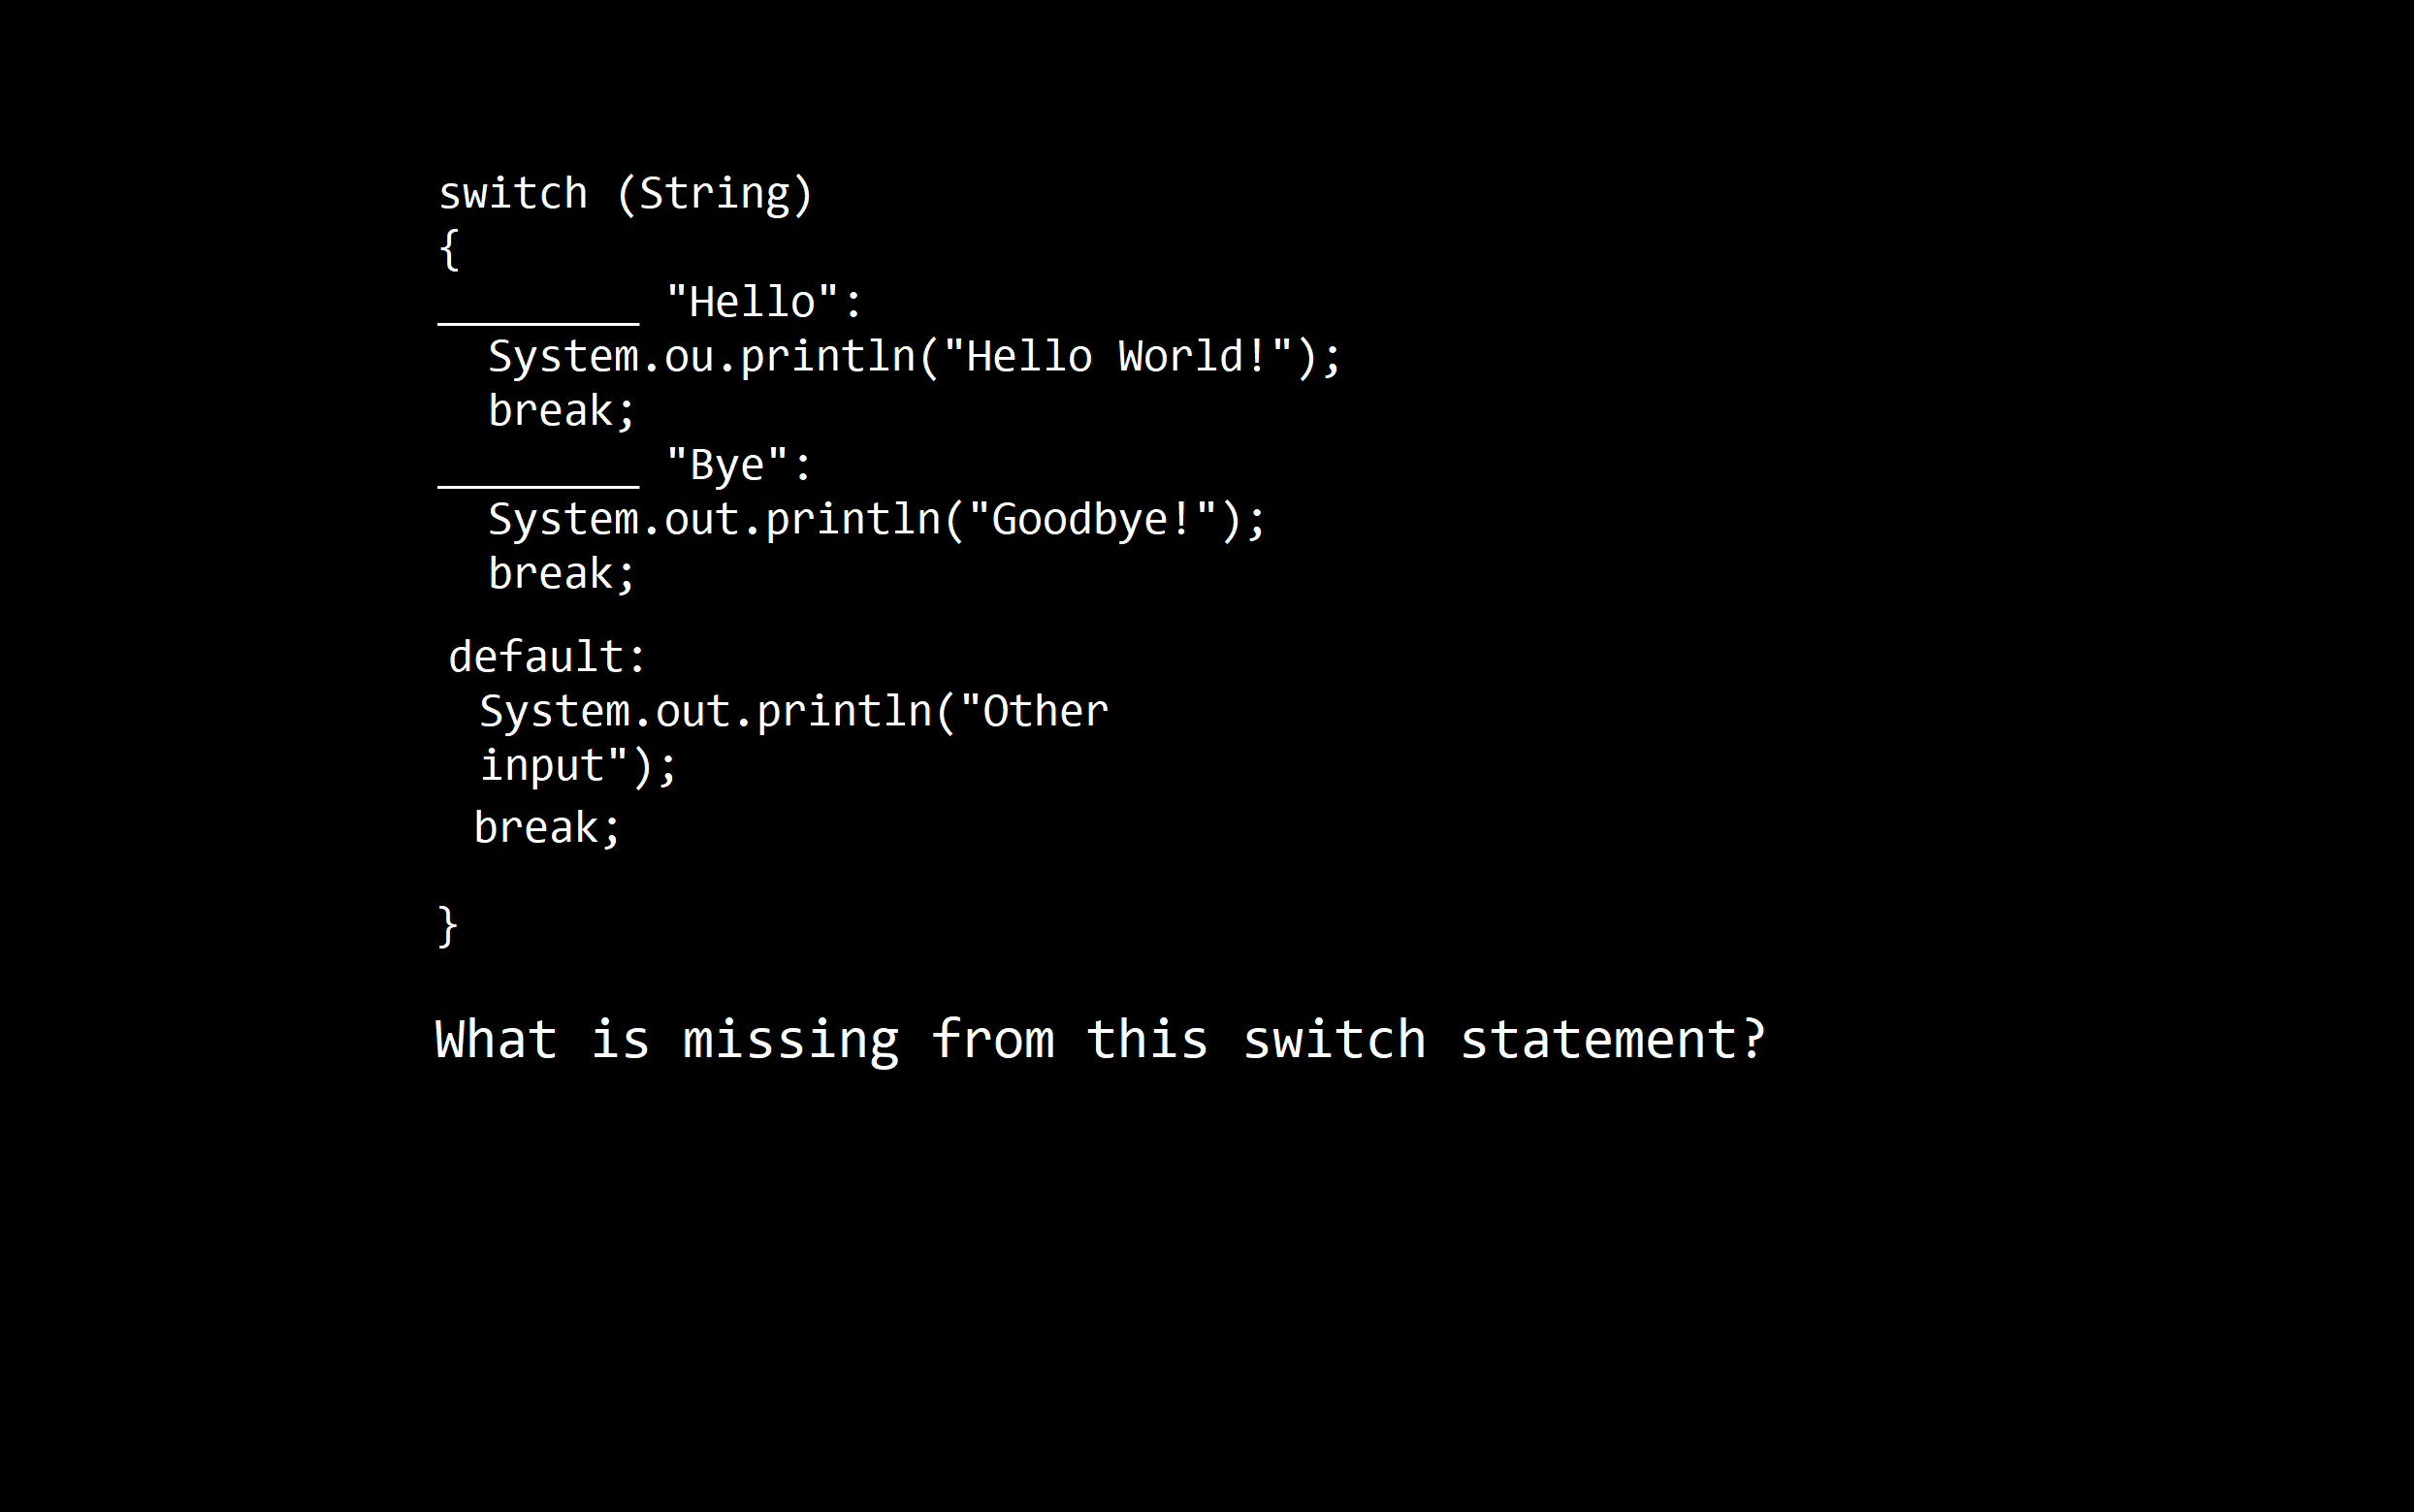 switch (String)
{
________ "Hello":
System.ou.println("Hello World!");
break;
________ "Bye":
System.out.println("Goodbye!");
break;
default:
System.out.println("Other
input");
break;
}
What is missing from this switch statement?